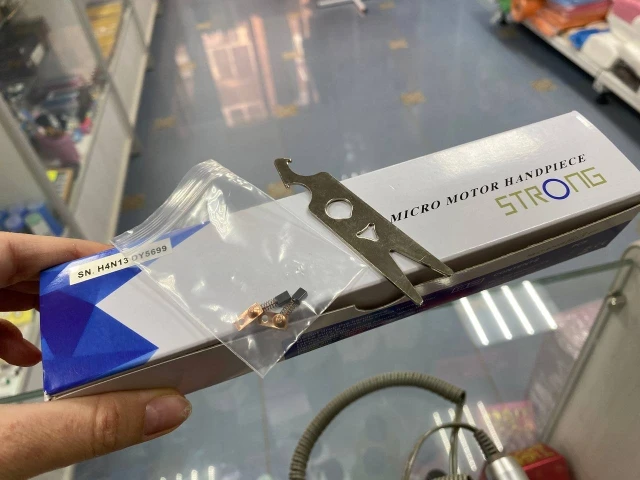 MICRO MOTOR HANDPIECE
STRONG
SN. H4N13 OY5699